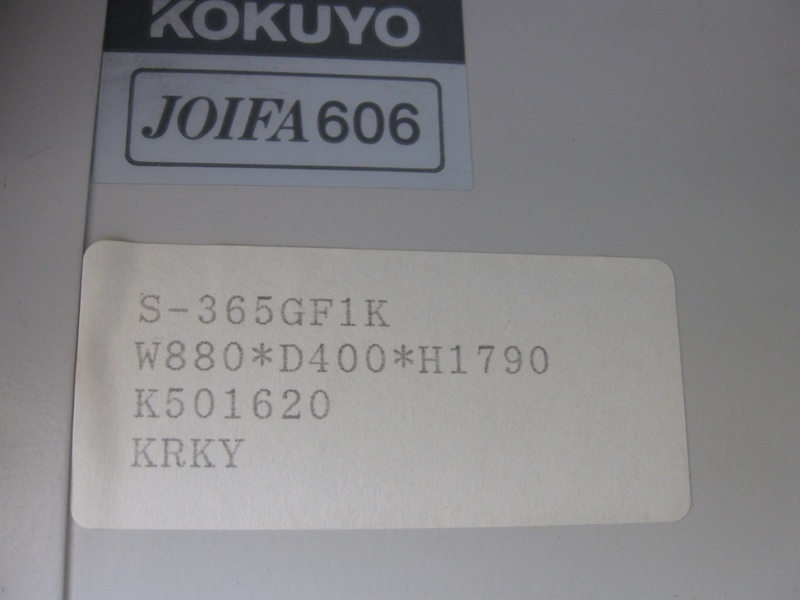 KOKUYO
JOIFA 606
S-365GF1K
W880*D400*H1790
K501620
KRKY